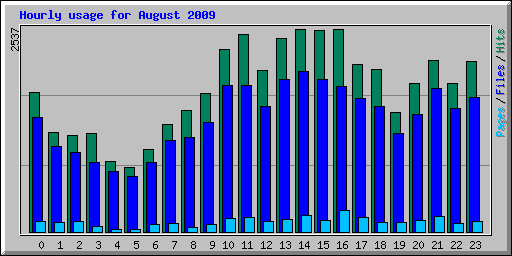 Hourly usage for August 2009
2537
Pages/Files/Hits
0 1 2 3 4 5 6 7 8 9 10 11 12 13 14 15 16 17 18 19 20 21 22 23